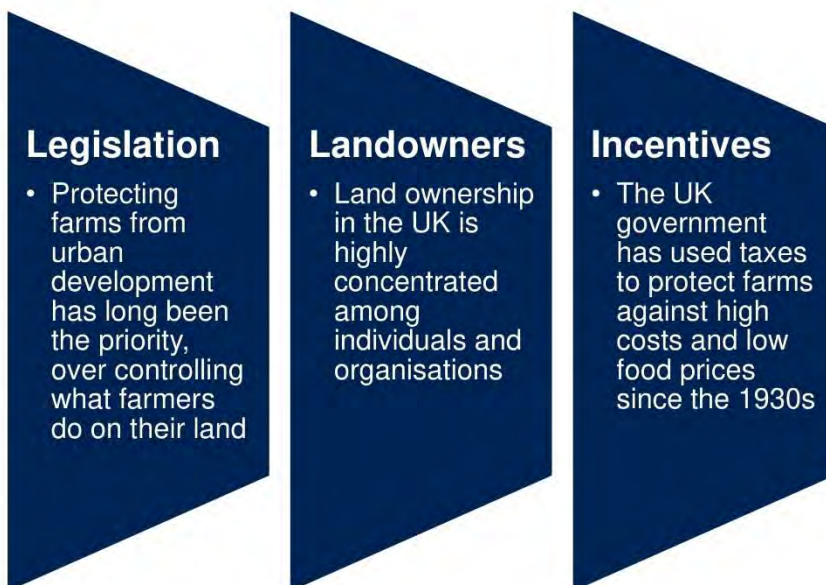 Legislation
• Protecting
farms from
urban
development
has long been
the priority,
over controlling
what farmers
do on their land
Landowners
• Land ownership
in the UK is
highly
concentrated
among
individuals and
organisations
Incentives
• The UK
government
has used taxes
to protect farms
against high
costs and low
food prices
since the 1930s